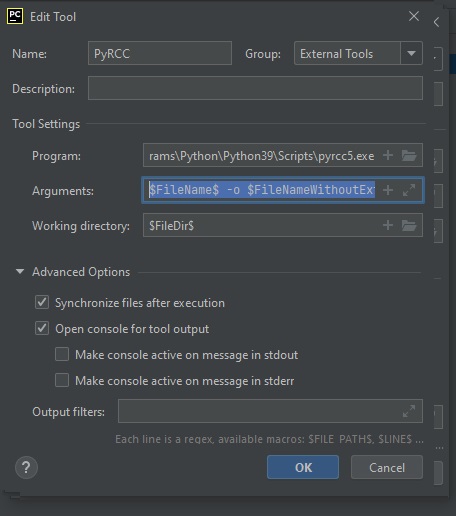 PC Edit Tool
Name: PyRCC Group: External Tools
Description:
Tool Settings
Program: rams\Python\Python39\Scripts\pyrcc5.exe
Arguments: $FileName$ -o $FileNameWithoutEx
Working directory: $FileDir$
Advanced Options
Synchronize files after execution
Open console for tool output
Make console active on message in stdout
Make console active on message in stderr
Output filters:
Each line is a regex, available macros: $FILE_PATH$, $LINE$ ...
? OK Cancel